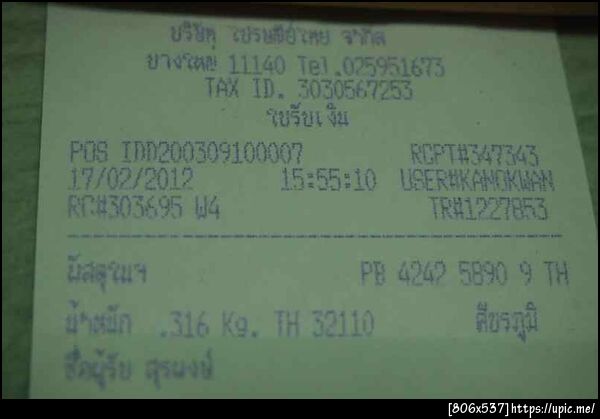 บริษัท ไปรษณีย์ไทย จำกัด
บางใหญ่ 11140 Tel.025951673
TAX ID. 3030567253
ใบรับเงิน
POS IDD200309100007 RCPT#347343
17/02/2012 15:55:10 USER#KANOKWAN
RC#303695 W4 TR#1227853
พัสดุในฯ PB 4242 5890 9 TH
น้ำหนัก .316 Kg. TH 32110 ศีขรภูมิ
ชื่อผู้รับ สุรพงษ์
[806x537]https://upic.me/